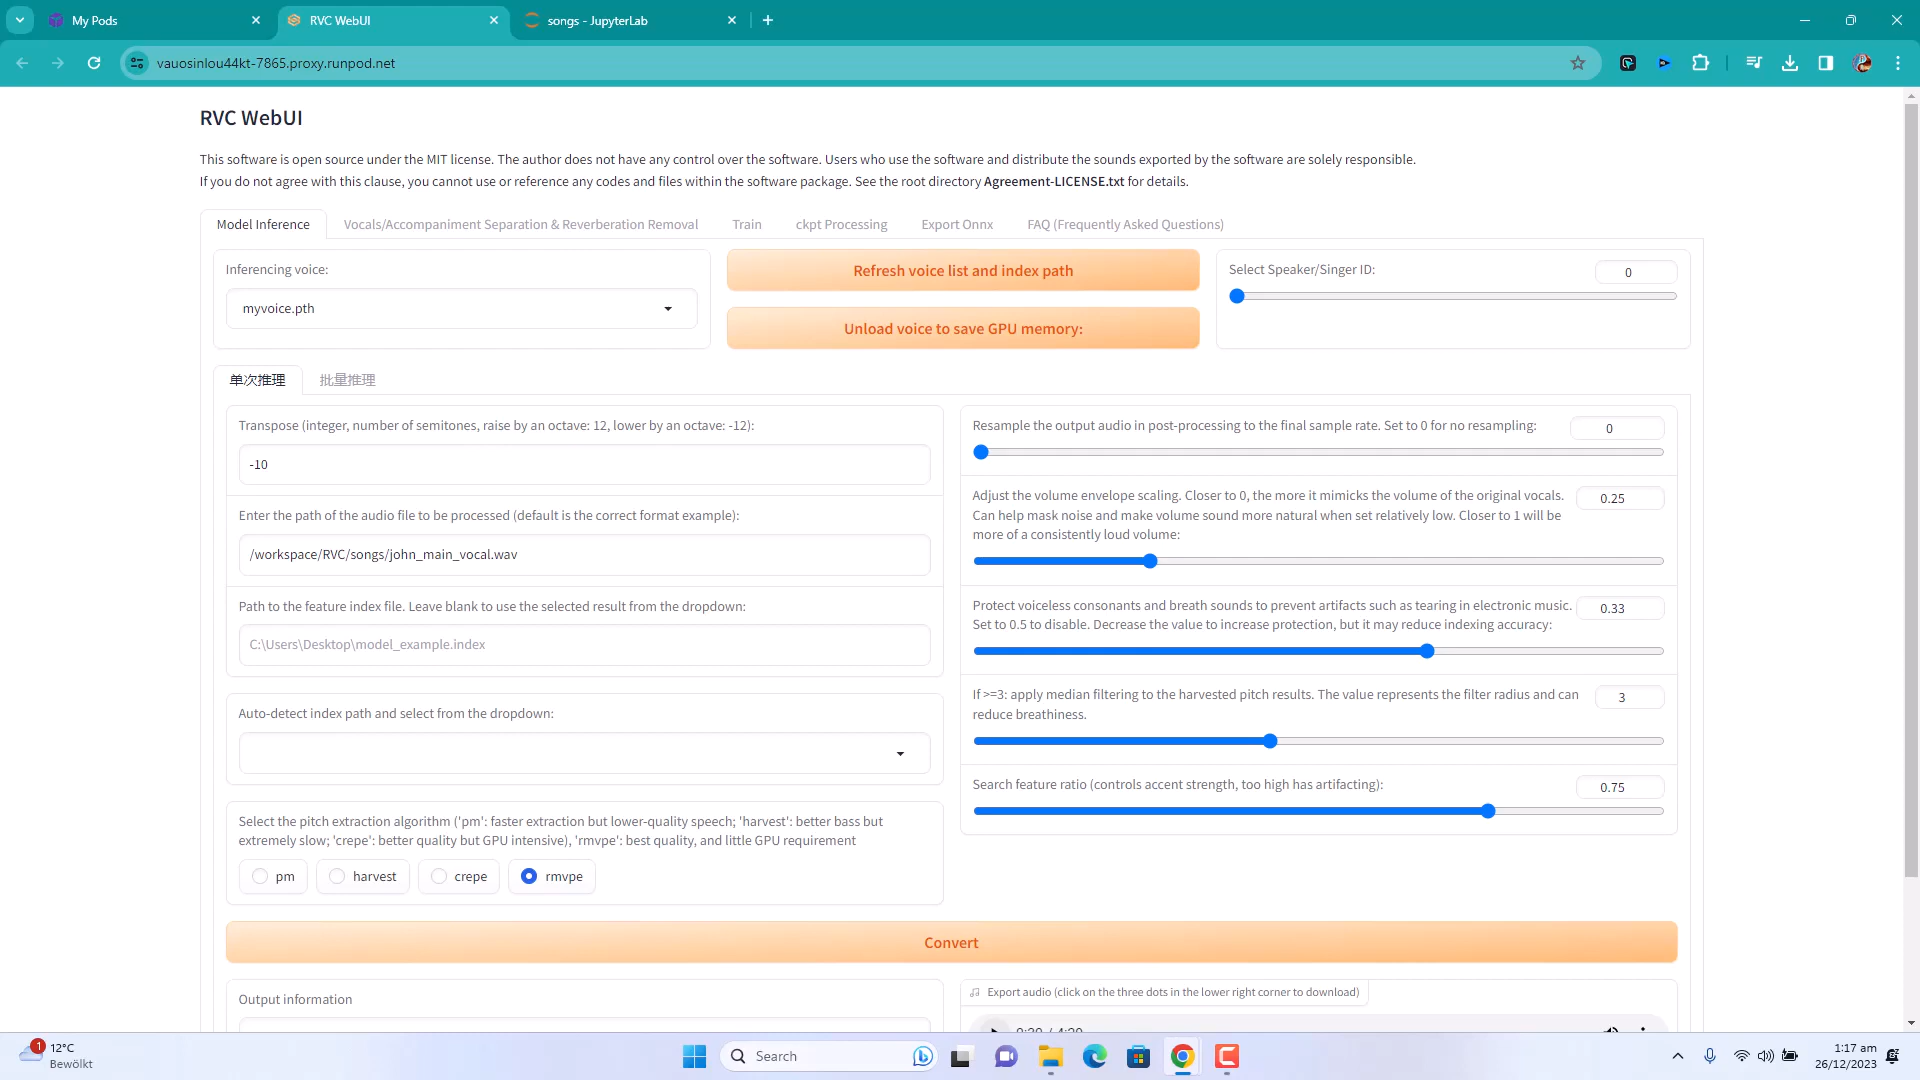 My Pods
RVC WebUI
songs - JupyterLab
vauosinlou44kt-7865.proxy.runpod.net
RVC WebUI
This software is open source under the MIT license. The author does not have any control over the software. Users who use the software and distribute the sounds exported by the software are solely responsible.
If you do not agree with this clause, you cannot use or reference any codes and files within the software package. See the root directory Agreement-LICENSE.txt for details.
Model Inference
Vocals/Accompaniment Separation & Reverberation Removal
Train
ckpt Processing
Export Onnx
FAQ (Frequently Asked Questions)
Inferencing voice:
myvoice.pth
Refresh voice list and index path
Unload voice to save GPU memory:
Select Speaker/Singer ID:
0
单次推理
批量推理
Transpose (integer, number of semitones, raise by an octave: 12, lower by an octave: -12):
-10
Enter the path of the audio file to be processed (default is the correct format example):
/workspace/RVC/songs/john_main_vocal.wav
Path to the feature index file. Leave blank to use the selected result from the dropdown:
C:\Users\Desktop\model_example.index
Auto-detect index path and select from the dropdown:
Select the pitch extraction algorithm ('pm': faster extraction but lower-quality speech; 'harvest': better bass but
extremely slow; 'crepe': better quality but GPU intensive), 'rmvpe': best quality, and little GPU requirement
pm
harvest
crepe
rmvpe
Resample the output audio in post-processing to the final sample rate. Set to 0 for no resampling:
0
Adjust the volume envelope scaling. Closer to 0, the more it mimicks the volume of the original vocals.
Can help mask noise and make volume sound more natural when set relatively low. Closer to 1 will be
more of a consistently loud volume:
0.25
Protect voiceless consonants and breath sounds to prevent artifacts such as tearing in electronic music.
Set to 0.5 to disable. Decrease the value to increase protection, but it may reduce indexing accuracy:
0.33
If >=3: apply median filtering to the harvested pitch results. The value represents the filter radius and can
reduce breathiness.
3
Search feature ratio (controls accent strength, too high has artifacting):
0.75
Convert
Output information
Export audio (click on the three dots in the lower right corner to download)
1
12°C
Bewölkt
Search
1:17 am
26/12/2023